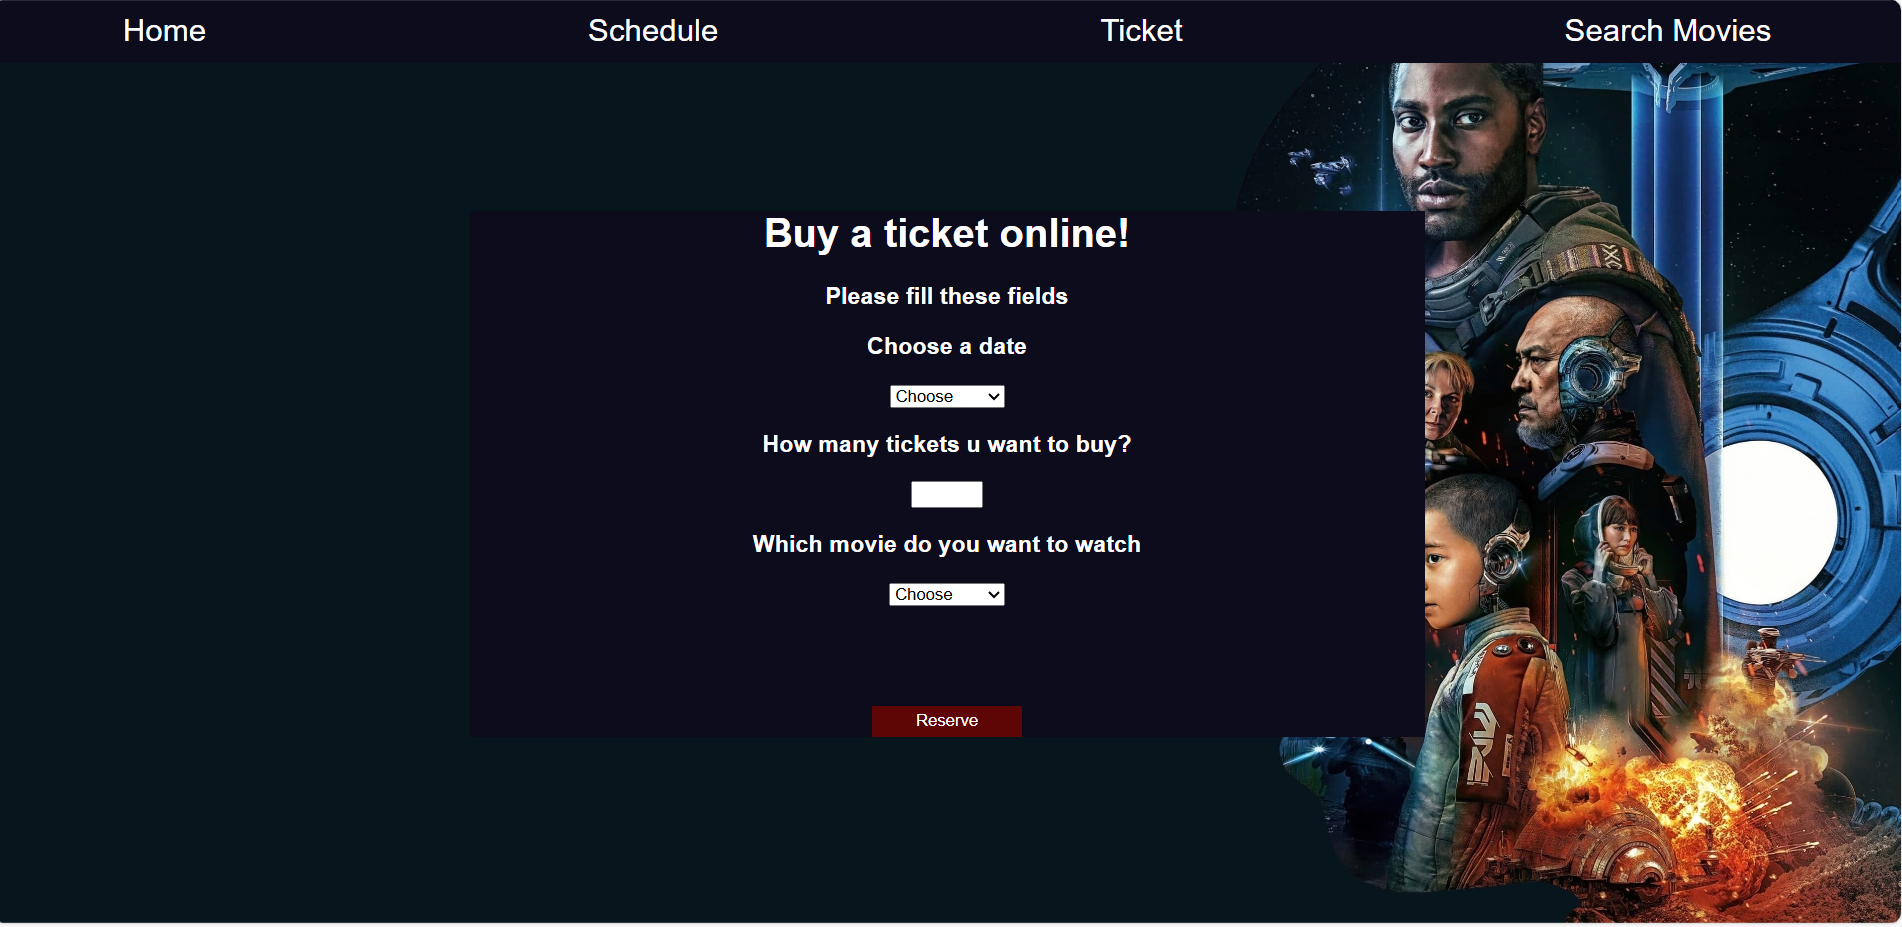 Home
Schedule
Ticket
Search Movies
Buy a ticket online!
Please fill these fields
Choose a date
Choose
How many tickets u want to buy?
Which movie do you want to watch
Choose
Reserve